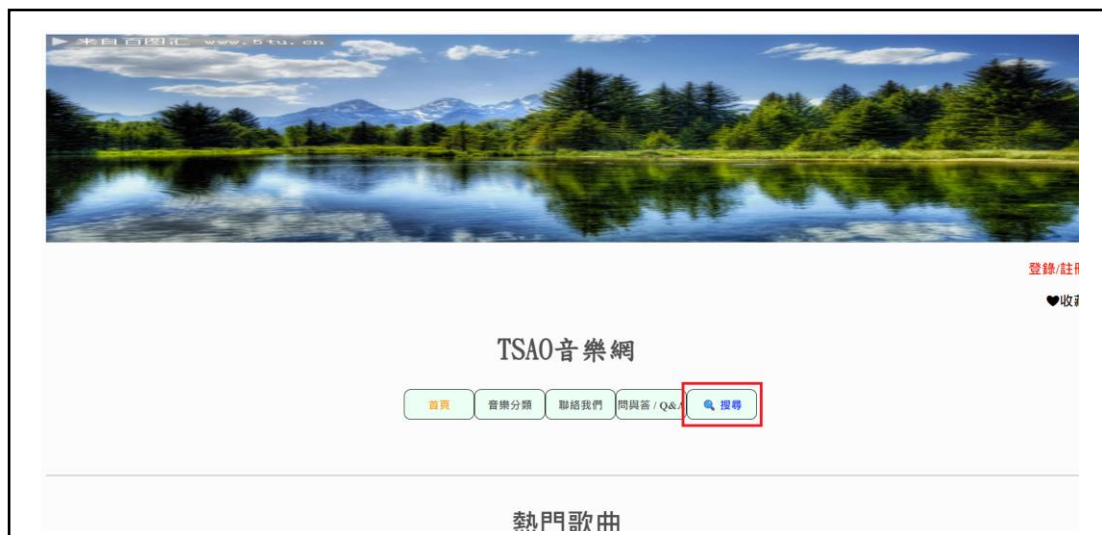 ▶ 来自百图汇 www.5tu.cn
登錄/註冊
♥收藏
TSAO音樂網
首頁 音樂分類 聯絡我們 問與答 / Q&A 🔍 搜尋
熱門歌曲